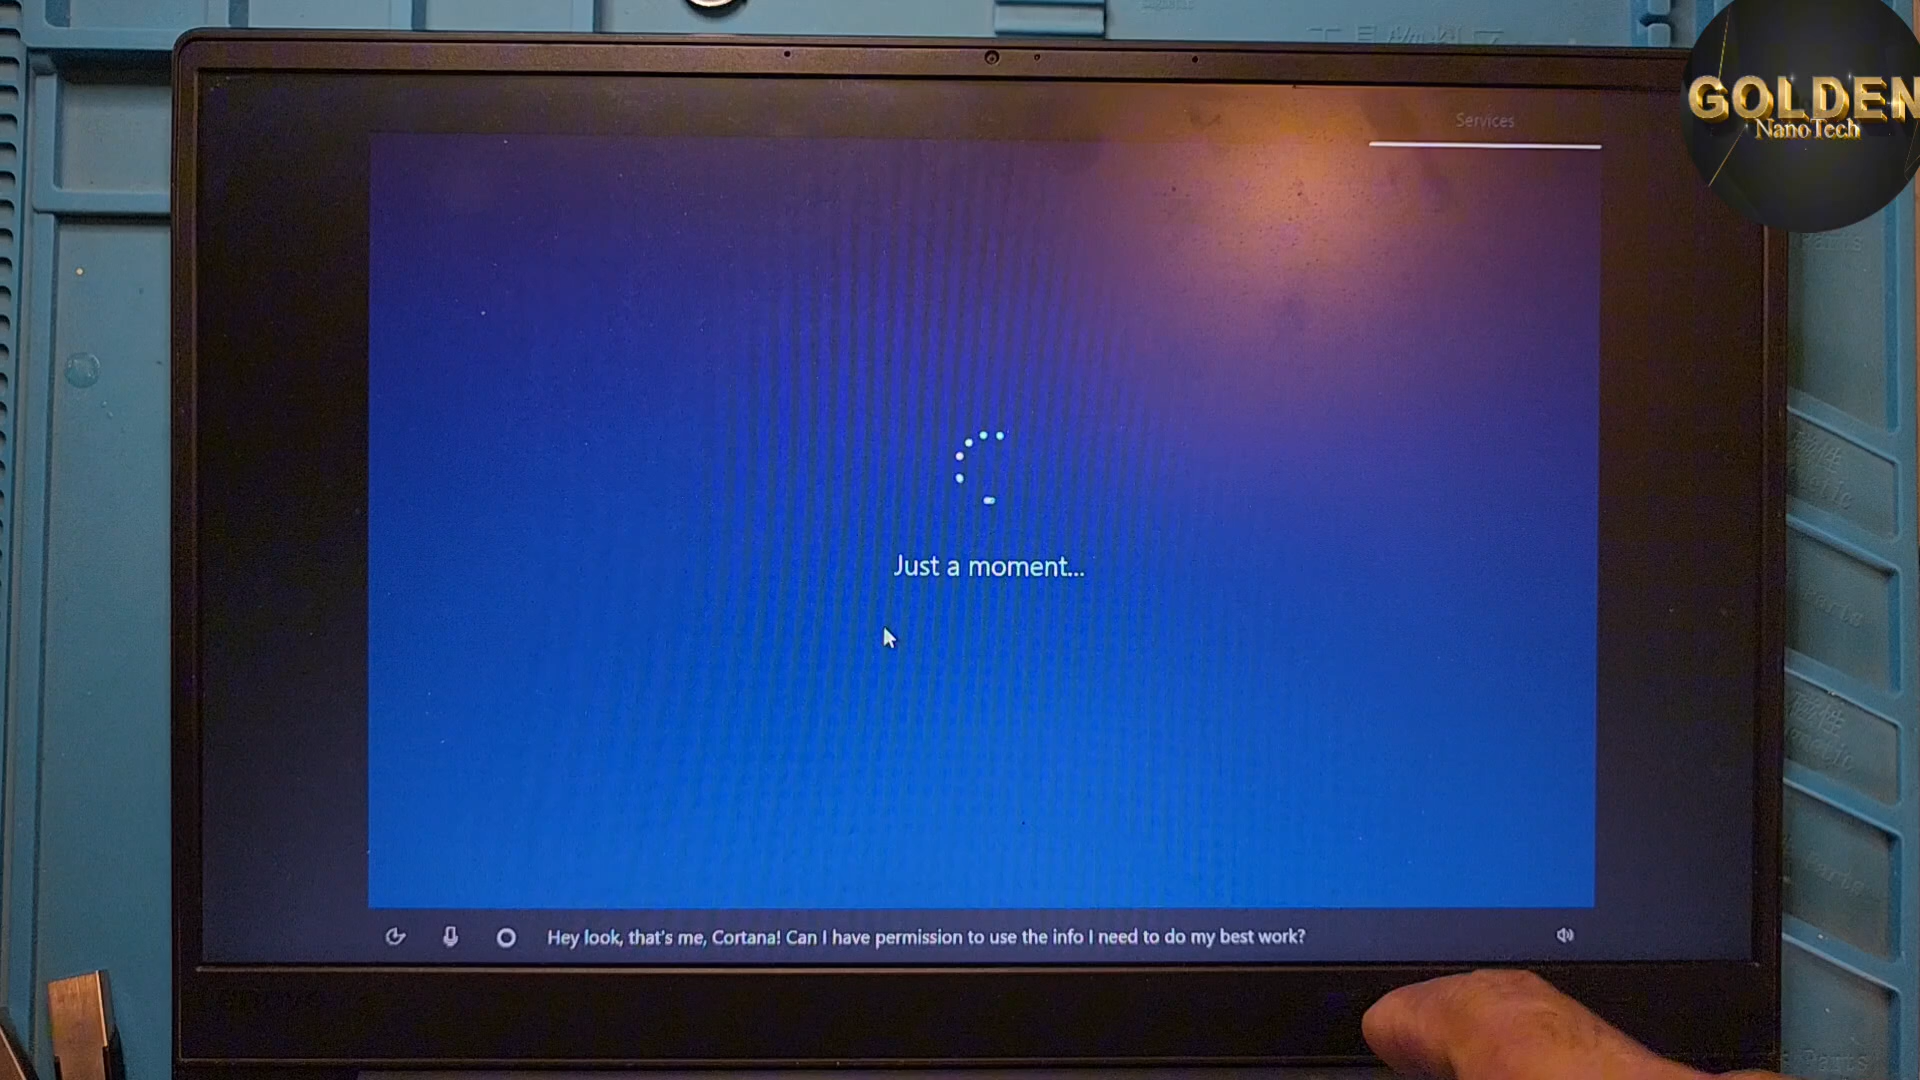 Services
GOLDEN
NanoTech
Just a moment...
Hey look, that's me, Cortana! Can I have permission to use the info I need to do my best work?
Lenovo